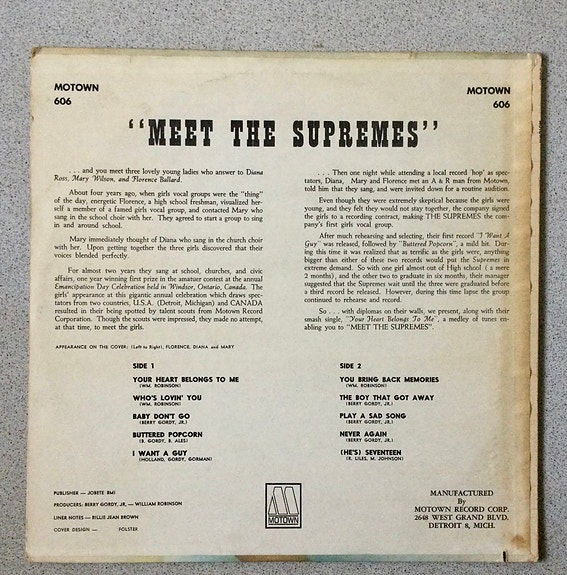 MOTOWN
606
MOTOWN
606
"MEET THE SUPREMES"
. . . and you meet three lovely young ladies who answer to Diana
Ross, Mary Wilson, and Florence Ballard.
About four years ago, when girls vocal groups were the "thing"
of the day, energetic Florence, a high school freshman, visualized her-
self a member of a famed girls vocal group, and contacted Mary who
sang in the school choir with her. They agreed to start a group to sing
in and around school.
Mary immediately thought of Diana who sang in the church choir
with her. Upon getting together the three girls discovered that their
voices blended perfectly.
For almost two years they sang at school, churches, and civic
affairs, one year winning first prize in the amateur contest at the annual
Emancipation Day Celebration held in Windsor, Ontario, Canada. The
girls' appearance at this gigantic annual celebration which draws spec-
tators from two countries, U.S.A. (Detroit, Michigan) and CANADA
resulted in their being spotted by talent scouts from Motown Record
Corporation. Though the scouts were impressed, they made no attempt,
at that time, to meet the girls.
. . Then one night while attending a local record 'hop' as spec-
tators, Diana, Mary and Florence met an A & R man from Motown,
told him that they sang, and were invited down for a routine audition.
Even though they were extremely skeptical because the girls were
young, and they felt they would not stay together, the company signed
the girls to a recording contract, making THE SUPREMES the com-
pany's first girls vocal group.
After much rehearsing and selecting, their first record "I Want A
Guy" was released, followed by "Buttered Popcorn", a mild hit. Dur-
ing this time it was realized that as terrific as the girls were, anything
bigger than either of these two records would put the Supremes in
extreme demand. So with one girl almost out of High school ( a mere
2 months), and the other two to graduate in six months, their manager
suggested that the Supremes wait until the three were graduated before
a third record be released. However, during this time lapse the group
continued to rehearse and record.
So . . . with diplomas on their walls, we present, along with their
smash single, "Your Heart Belongs To Me", a medley of tunes en-
abling you to "MEET THE SUPREMES".
APPEARANCE ON THE COVER: (Left to Right), FLORENCE, DIANA and MARY
SIDE 1
YOUR HEART BELONGS TO ME
(WM. ROBINSON)
WHO'S LOVIN' YOU
(WM. ROBINSON)
BABY DON'T GO
(BERRY GORDY, JR.)
BUTTERED POPCORN
(B. GORDY, B. ALES)
I WANT A GUY
(HOLLAND, GORDY, GORMAN)
SIDE 2
YOU BRING BACK MEMORIES
(WM. ROBINSON)
THE BOY THAT GOT AWAY
(BERRY GORDY, JR.)
PLAY A SAD SONG
(BERRY GORDY, JR.)
NEVER AGAIN
(BERRY GORDY, JR.)
(HE'S) SEVENTEEN
(R. LILES, M. JOHNSON)
PUBLISHER — JOBETE BMI
PRODUCERS: BERRY GORDY, JR, — WILLIAM ROBINSON
LINER NOTES — BILLIE JEAN BROWN
COVER DESIGN — FOLSTER
M
MOTOWN
MANUFACTURED
By
MOTOWN RECORD CORP.
2648 WEST GRAND BLVD.
DETROIT 8, MICH.